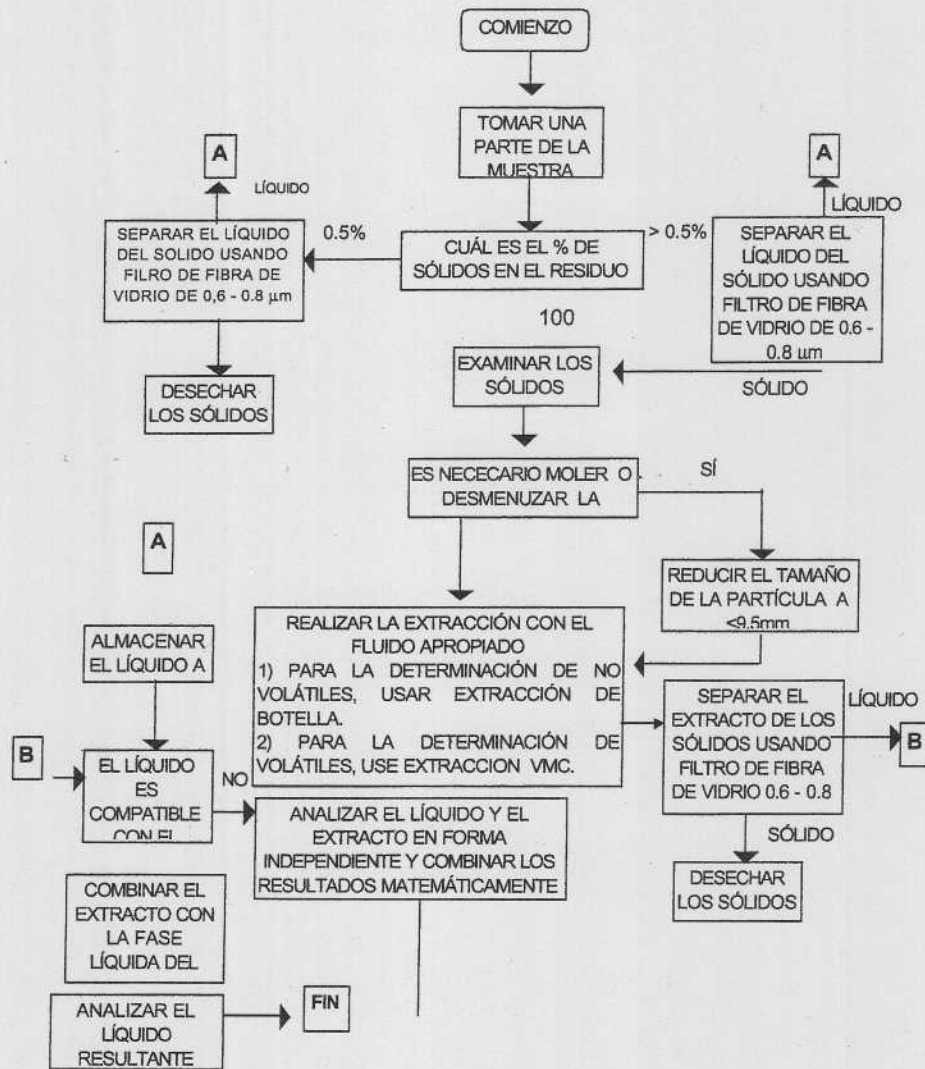 COMIENZO
TOMAR UNA
PARTE DE LA
MUESTRA
A
LÍQUIDO
SEPARAR EL LÍQUIDO
DEL SOLIDO USANDO
FILRO DE FIBRA DE
VIDRIO DE 0,6 - 0.8 µm
0.5%
CUÁL ES EL % DE
SÓLIDOS EN EL RESIDUO
> 0.5%
A
LÍQUIDO
SEPARAR EL
LÍQUIDO DEL
SÓLIDO USANDO
FILTRO DE FIBRA
DE VIDRIO DE 0.6 -
0.8 µm
100
DESECHAR
LOS SÓLIDOS
EXAMINAR LOS
SÓLIDOS
SÓLIDO
ES NECECARIO MOLER O
DESMENUZAR LA
SÍ
REDUCIR EL TAMAÑO
DE LA PARTÍCULA A
<9.5mm
A
ALMACENAR
EL LÍQUIDO A
REALIZAR LA EXTRACCIÓN CON EL
FLUIDO APROPIADO
1) PARA LA DETERMINACIÓN DE NO
VOLÁTILES, USAR EXTRACCIÓN DE
BOTELLA.
2) PARA LA DETERMINACIÓN DE
VOLÁTILES, USE EXTRACCION VMC.
SEPARAR EL
EXTRACTO DE LOS
SÓLIDOS USANDO
FILTRO DE FIBRA
DE VIDRIO 0.6 - 0.8
LÍQUIDO
B
SÓLIDO
DESECHAR
LOS SÓLIDOS
B
EL LÍQUIDO
ES
COMPATIBLE
CON EL
NO
ANALIZAR EL LÍQUIDO Y EL
EXTRACTO EN FORMA
INDEPENDIENTE Y COMBINAR LOS
RESULTADOS MATEMÁTICAMENTE
COMBINAR EL
EXTRACTO CON
LA FASE
LÍQUIDA DEL
ANALIZAR EL
LÍQUIDO
RESULTANTE
FIN